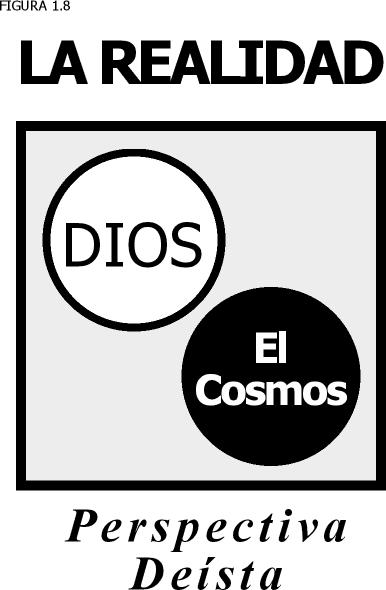 FIGURA 1.8
LA REALIDAD
DIOS
El
Cosmos
Perspectiva
Deísta